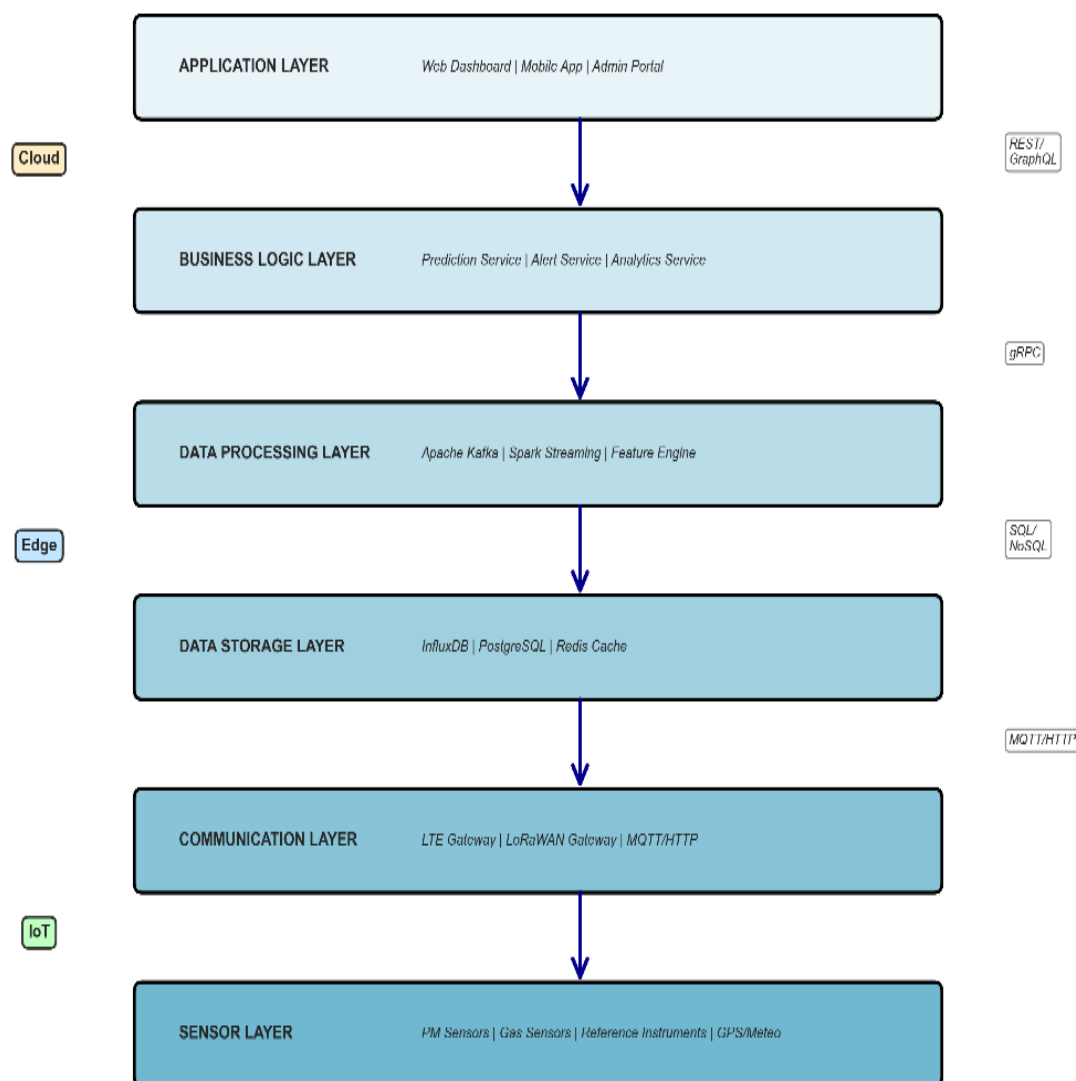 APPLICATION LAYER Web Dashboard | Mobile App | Admin Portal
Cloud
REST/
GraphQL
BUSINESS LOGIC LAYER Prediction Service | Alert Service | Analytics Service
gRPC
DATA PROCESSING LAYER Apache Kafka | Spark Streaming | Feature Engine
Edge
SQL/
NoSQL
DATA STORAGE LAYER InfluxDB | PostgreSQL | Redis Cache
MQTT/HTTP
COMMUNICATION LAYER LTE Gateway | LoRaWAN Gateway | MQTT/HTTP
IoT
SENSOR LAYER PM Sensors | Gas Sensors | Reference Instruments | GPS/Meteo